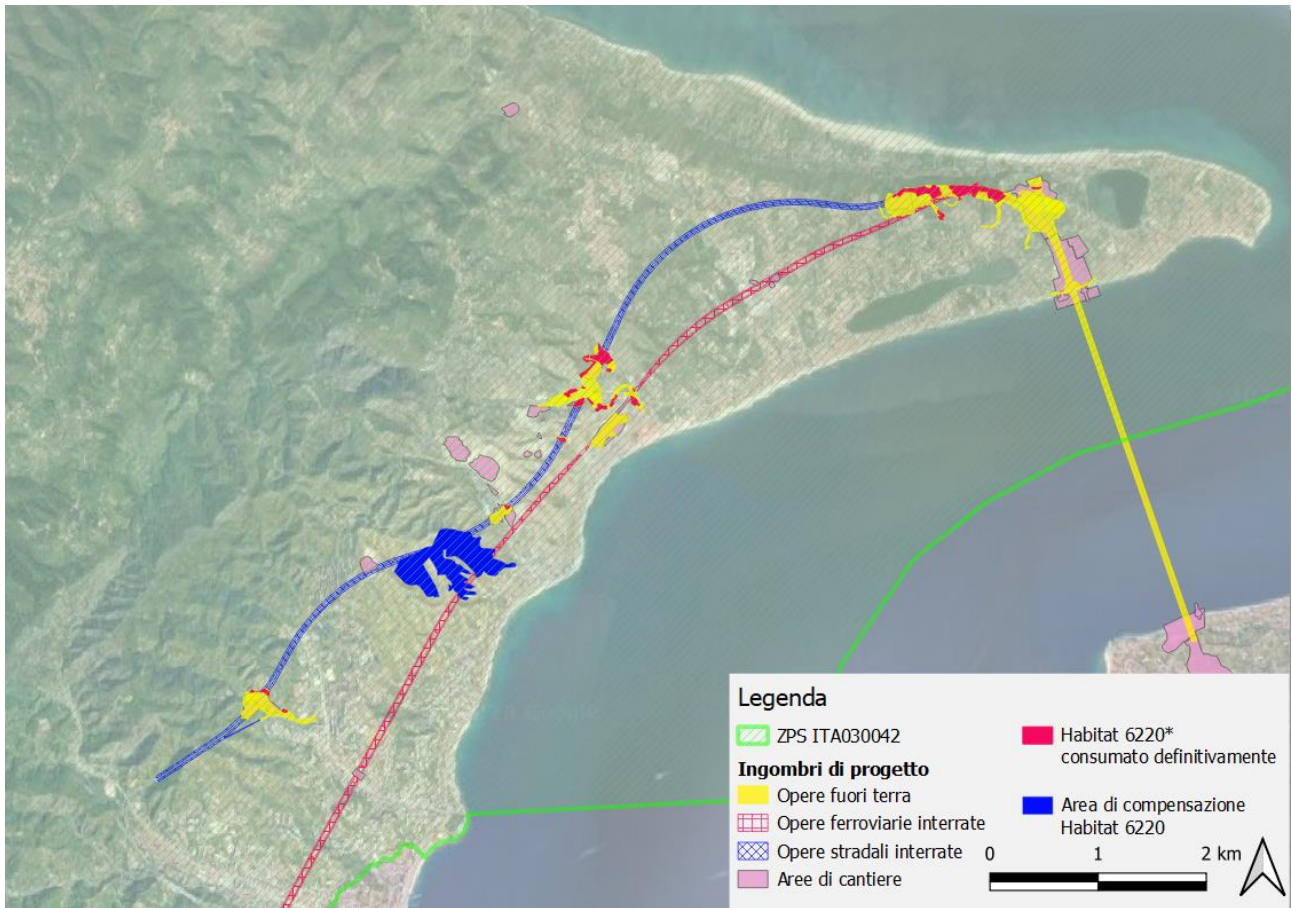 Legenda
ZPS ITA030042
Ingombri di progetto
Opere fuori terra
Opere ferroviarie interrate
Opere stradali interrate
Aree di cantiere
Habitat 6220*
consumato definitivamente
Area di compensazione
Habitat 6220
0 1 2 km